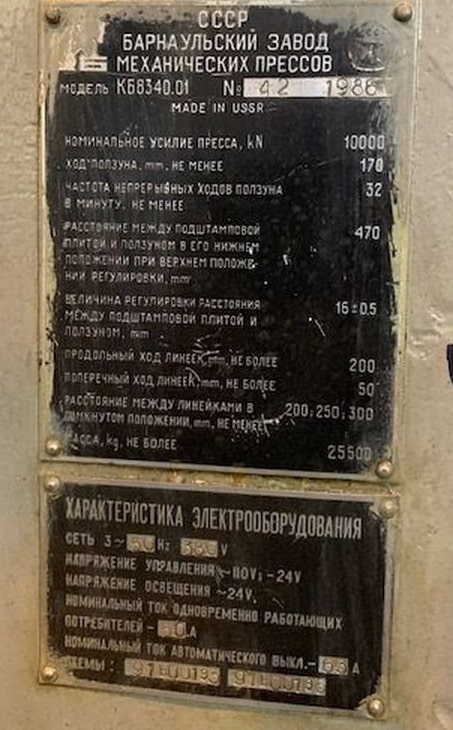 СССР
БАРНАУЛЬСКИЙ ЗАВОД
МЕХАНИЧЕСКИХ ПРЕССОВ
МОДЕЛЬ КБ8340.01 № 42 1986
MADE IN USSR
НОМИНАЛЬНОЕ УСИЛИЕ ПРЕССА, kN 10000
ХОД ПОЛЗУНА, mm, НЕ МЕНЕЕ 170
ЧАСТОТА НЕПРЕРЫВНЫХ ХОДОВ ПОЛЗУНА 32
В МИНУТУ, НЕ МЕНЕЕ
РАССТОЯНИЕ МЕЖДУ ПОДШТАМПОВОЙ 470
ПЛИТОЙ И ПОЛЗУНОМ В ЕГО НИЖНЕМ
ПОЛОЖЕНИИ ПРИ ВЕРХНЕМ ПОЛОЖЕ-
НИИ РЕГУЛИРОВКИ, mm
ВЕЛИЧИНА РЕГУЛИРОВКИ РАССТОЯНИЯ 16±0,5
МЕЖДУ ПОДШТАМПОВОЙ ПЛИТОЙ И
ПОЛЗУНОМ, mm
ПРОДОЛЬНЫЙ ХОД ЛИНЕЕК, mm, НЕ БОЛЕЕ 200
ПОПЕРЕЧНЫЙ ХОД ЛИНЕЕК, mm, НЕ БОЛЕЕ 50
РАССТОЯНИЕ МЕЖДУ ЛИНЕЙКАМИ В 200;250;300
СОМКНУТОМ ПОЛОЖЕНИИ, mm, НЕ МЕНЕЕ
МАССА, kg, НЕ БОЛЕЕ 25500
ХАРАКТЕРИСТИКА ЭЛЕКТРООБОРУДОВАНИЯ
СЕТЬ 3~ 50 Hz 380 V
НАПРЯЖЕНИЕ УПРАВЛЕНИЯ ~110V; -24V
НАПРЯЖЕНИЕ ОСВЕЩЕНИЯ ~24V.
НОМИНАЛЬНЫЙ ТОК ОДНОВРЕМЕННО РАБОТАЮЩИХ
ПОТРЕБИТЕЛЕЙ - A
НОМИНАЛЬНЫЙ ТОК АВТОМАТИЧЕСКОГО ВЫКЛ.- 63 A
СХЕМЫ: